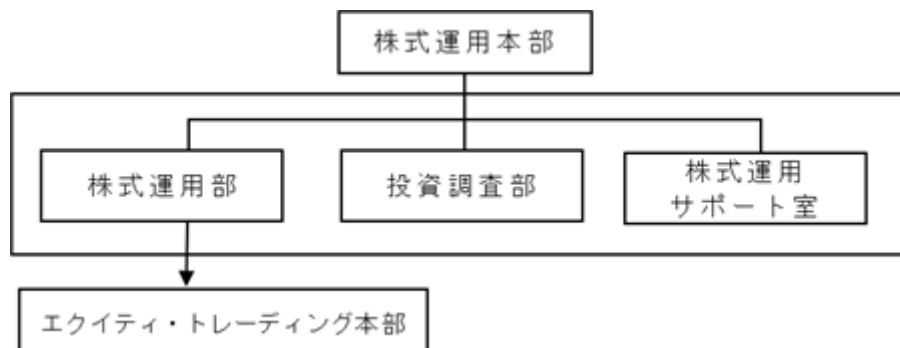 株式運用本部
株式運用部
投資調査部
株式運用
サポート室
エクイティ・トレーディング本部